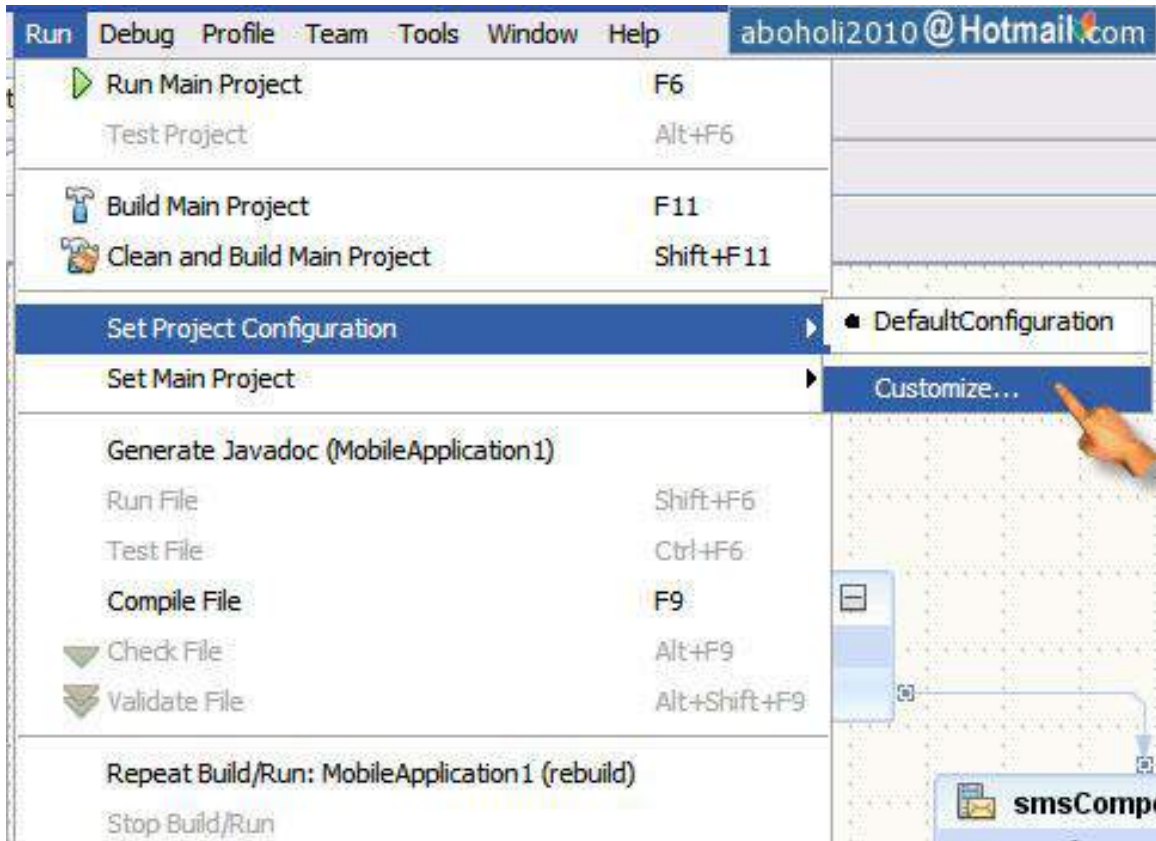 Run Debug Profile Team Tools Window Help aboholi2010@Hotmail.com
Run Main Project F6
Test Project Alt+F6
Build Main Project F11
Clean and Build Main Project Shift+F11
Set Project Configuration
DefaultConfiguration
Set Main Project
Customize...
Generate Javadoc (MobileApplication1)
Run File Shift+F6
Test File Ctrl+F6
Compile File F9
Check File Alt+F9
Validate File Alt+Shift+F9
Repeat Build/Run: MobileApplication1 (rebuild)
smsCompo
Stop Build/Run